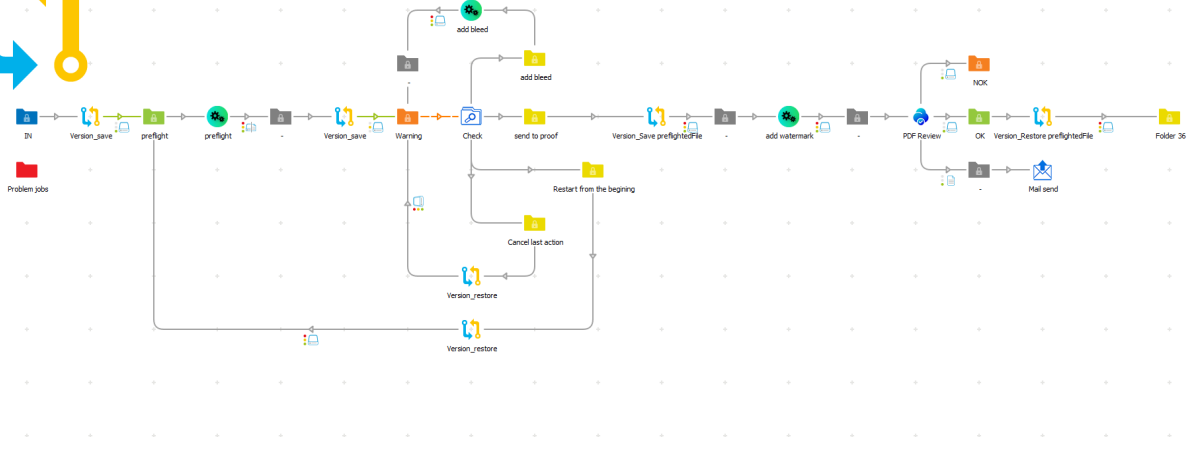 add bleed
-
add bleed
NOK
IN
Version_save
preflight
preflight
-
Version_save
Warning
Check
send to proof
Version_Save preflightedFile
-
add watermark
-
PDF Review
OK
Version_Restore preflightedFile
Folder 36
Problem jobs
Restart from the begining
-
Mail send
Cancel last action
Version_restore
Version_restore